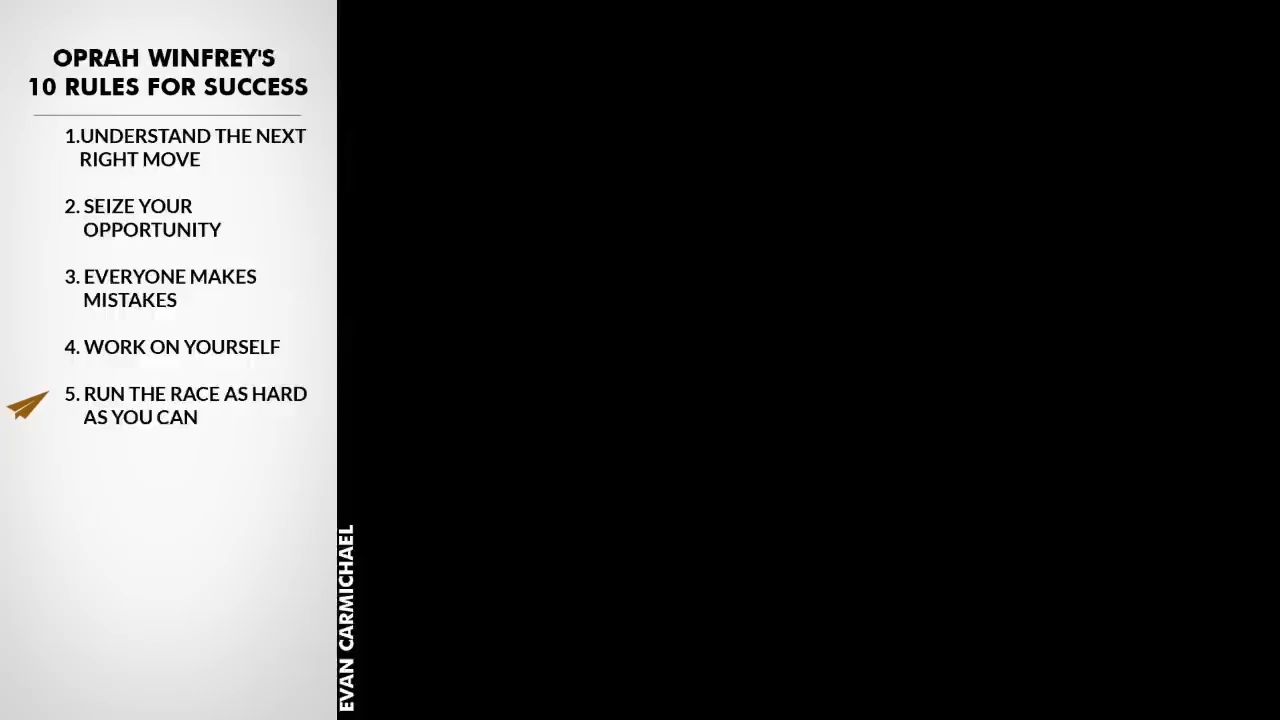 OPRAH WINFREY'S
10 RULES FOR SUCCESS
1.UNDERSTAND THE NEXT
RIGHT MOVE
2. SEIZE YOUR
OPPORTUNITY
3. EVERYONE MAKES
MISTAKES
4. WORK ON YOURSELF
5. RUN THE RACE AS HARD
AS YOU CAN
EVAN CARMICHAEL